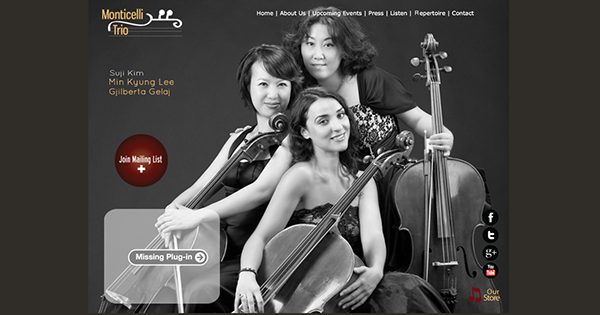 Monticelli
Trio
Home | About Us | Upcoming Events | Press | Listen | Repertoire | Contact
Suji Kim
Min Kyung Lee
Gjilberta Gelaj
Join Mailing List
Missing Plug-in
f
t
g+
You
Tube
Our
Store